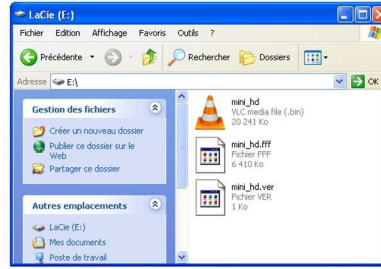 LaCie (E:)
Fichier Edition Affichage Favoris Outils ?
Précédente Rechercher Dossiers
Adresse E:\ OK
Gestion des fichiers
Créer un nouveau dossier
Publier ce dossier sur le
Web
Partager ce dossier
Autres emplacements
LaCie (E:)
Mes documents
Poste de travail
mini_hd
VLC media file (.bin)
20 241 Ko
mini_hd.fff
Fichier FFF
6 410 Ko
mini_hd.ver
Fichier VER
1 Ko